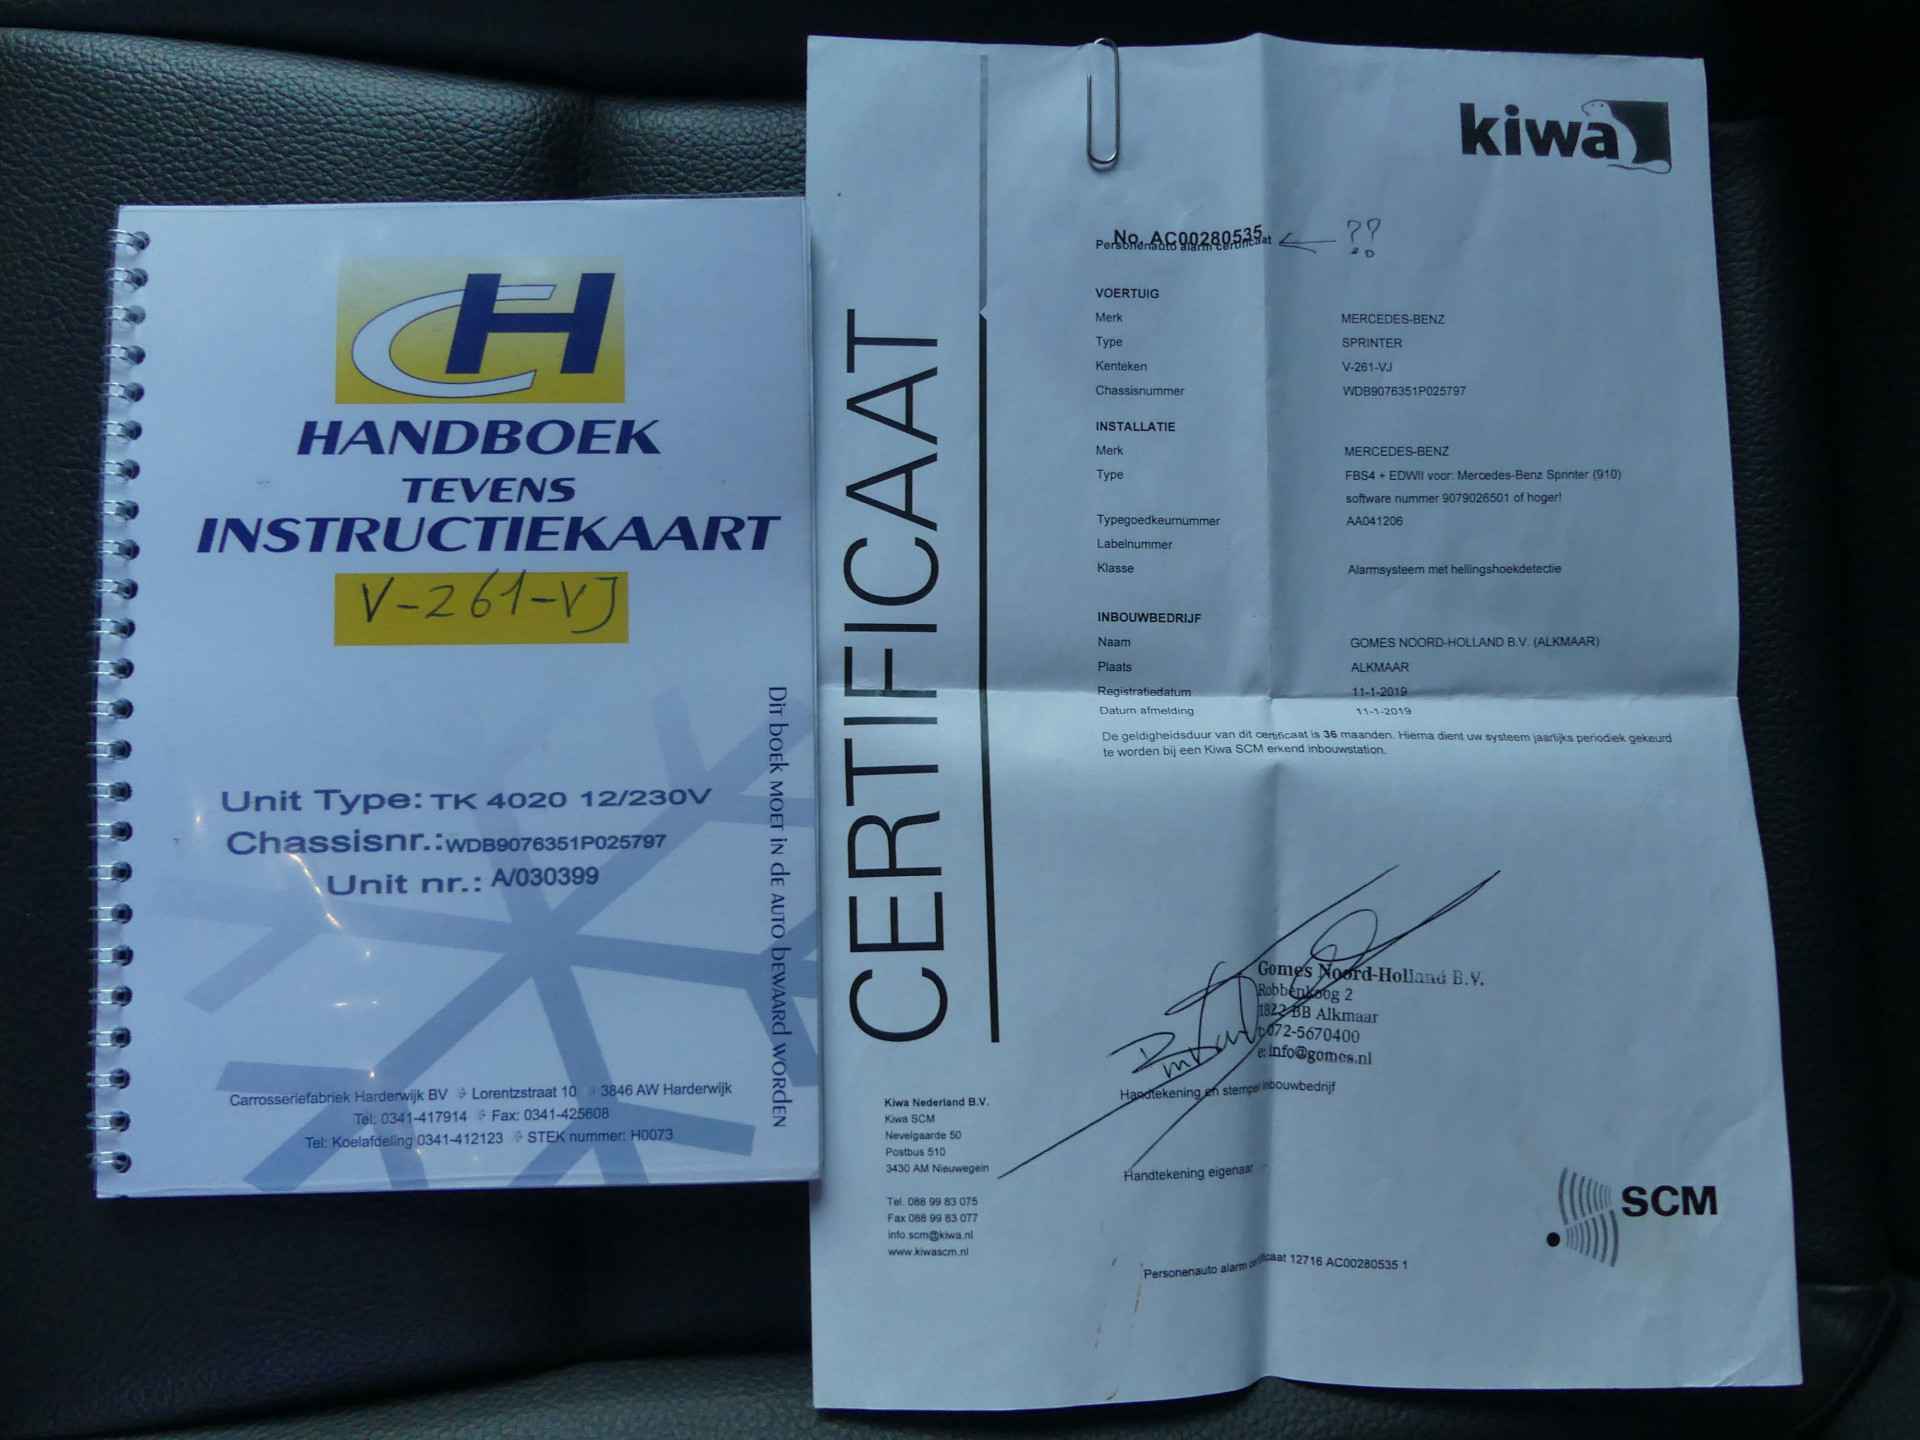 CH
HANDBOEK
TEVENS
INSTRUCTIEKAART
V-261-VJ
Unit Type: TK 4020 12/230V
Chassisnr.: WDB9076351P025797
Unit nr.: A/030399
Dit boek moet in de auto bewaard worden
Carrosseriefabriek Harderwijk BV Lorentzstraat 10 3846 AW Harderwijk
Tel: 0341-417914 Fax: 0341-425608
Tel: Koelafdeling 0341-412123 STEK nummer: H0073
CERTIFICAAT
kiwa
No. AC00280535
Personenauto alarm certificaat ← ??
VOERTUIG
Merk MERCEDES-BENZ
Type SPRINTER
Kenteken V-261-VJ
Chassisnummer WDB9076351P025797
INSTALLATIE
Merk MERCEDES-BENZ
Type FBS4 + EDWII voor: Mercedes-Benz Sprinter (910)
software nummer 9079026501 of hoger!
Typegoedkeurnummer AA041206
Labelnummer
Klasse Alarmsysteem met hellingshoekdetectie
INBOUWBEDRIJF
Naam GOMES NOORD-HOLLAND B.V. (ALKMAAR)
Plaats ALKMAAR
Registratiedatum 11-1-2019
Datum afmelding 11-1-2019
De geldigheidsduur van dit certificaat is 36 maanden. Hierna dient uw systeem jaarlijks periodiek gekeurd
te worden bij een Kiwa SCM erkend inbouwstation.
Gomes Noord-Holland B.V.
Robbenkoog 2
1822 BB Alkmaar
t: 072-5670400
e: info@gomes.nl
Handtekening en stempel inbouwbedrijf
Handtekening eigenaar
Kiwa Nederland B.V.
Kiwa SCM
Nevelgaarde 50
Postbus 510
3430 AM Nieuwegein
Tel. 088 99 83 075
Fax 088 99 83 077
info.scm@kiwa.nl
www.kiwascm.nl
SCM
Personenauto alarm certificaat 12716 AC00280535 1